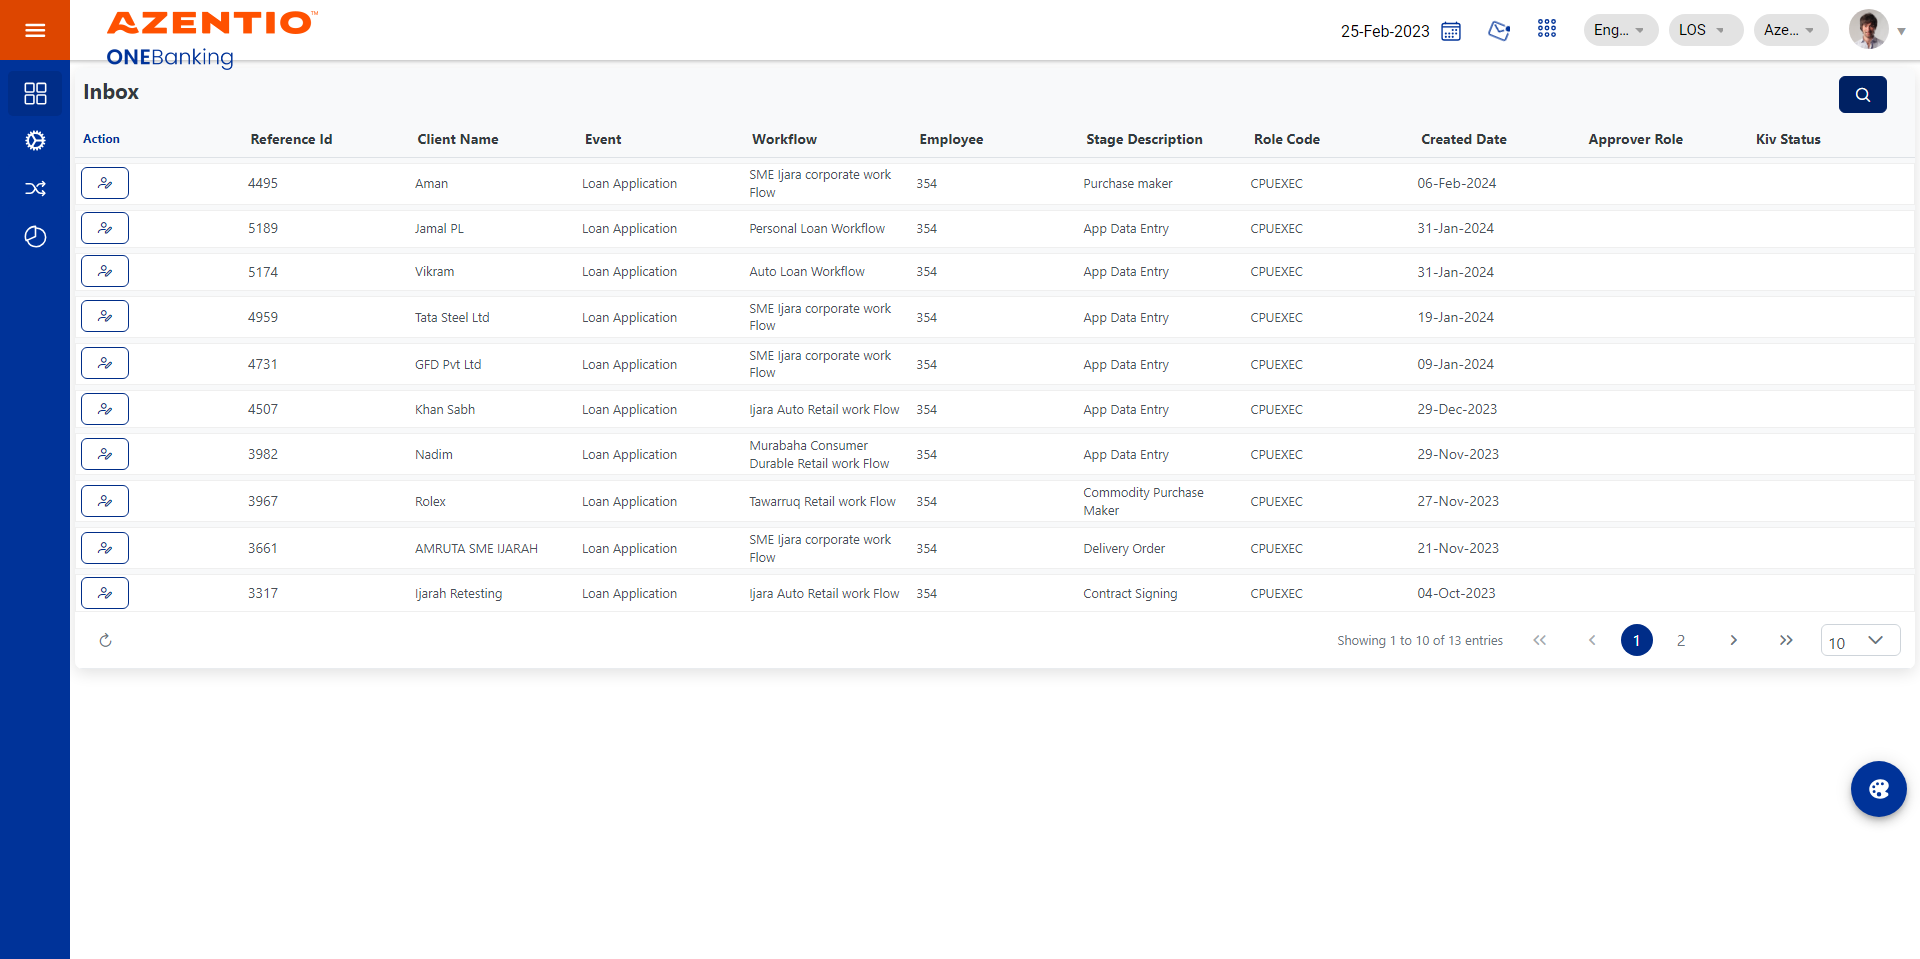 AZENTIO™
ONEBanking
25-Feb-2023
Eng...
LOS
Aze...
Inbox
Action Reference Id Client Name Event Workflow Employee Stage Description Role Code Created Date Approver Role Kiv Status
4495 Aman Loan Application SME Ijara corporate work Flow 354 Purchase maker CPUEXEC 06-Feb-2024
5189 Jamal PL Loan Application Personal Loan Workflow 354 App Data Entry CPUEXEC 31-Jan-2024
5174 Vikram Loan Application Auto Loan Workflow 354 App Data Entry CPUEXEC 31-Jan-2024
4959 Tata Steel Ltd Loan Application SME Ijara corporate work Flow 354 App Data Entry CPUEXEC 19-Jan-2024
4731 GFD Pvt Ltd Loan Application SME Ijara corporate work Flow 354 App Data Entry CPUEXEC 09-Jan-2024
4507 Khan Sabh Loan Application Ijara Auto Retail work Flow 354 App Data Entry CPUEXEC 29-Dec-2023
3982 Nadim Loan Application Murabaha Consumer Durable Retail work Flow 354 App Data Entry CPUEXEC 29-Nov-2023
3967 Rolex Loan Application Tawarruq Retail work Flow 354 Commodity Purchase Maker CPUEXEC 27-Nov-2023
3661 AMRUTA SME IJARAH Loan Application SME Ijara corporate work Flow 354 Delivery Order CPUEXEC 21-Nov-2023
3317 Ijarah Retesting Loan Application Ijara Auto Retail work Flow 354 Contract Signing CPUEXEC 04-Oct-2023
Showing 1 to 10 of 13 entries
1 2
10